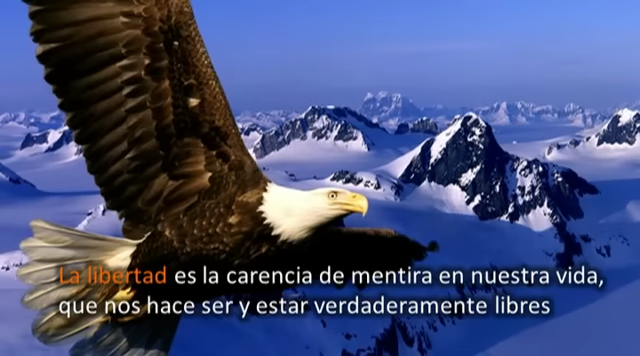 La libertad es la carencia de mentira en nuestra vida,
que nos hace ser y estar verdaderamente libres